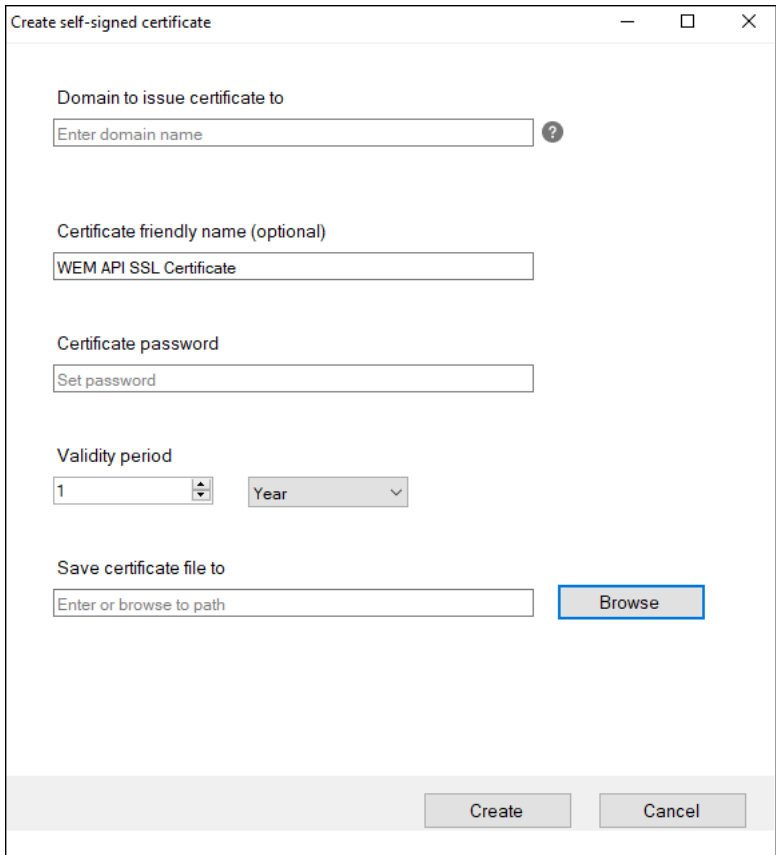 Create self-signed certificate
Domain to issue certificate to
Enter domain name
?
Certificate friendly name (optional)
WEM API SSL Certificate
Certificate password
Set password
Validity period
1
Year
Save certificate file to
Enter or browse to path
Browse
Create
Cancel